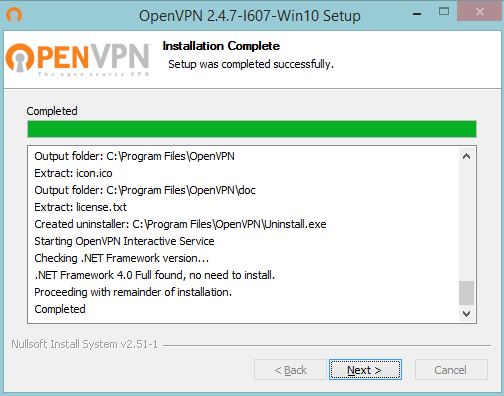 OpenVPN 2.4.7-I607-Win10 Setup
OPENVPN
The open source VPN
Installation Complete
Setup was completed successfully.
Completed
Output folder: C:\Program Files\OpenVPN
Extract: icon.ico
Output folder: C:\Program Files\OpenVPN\doc
Extract: license.txt
Created uninstaller: C:\Program Files\OpenVPN\Uninstall.exe
Starting OpenVPN Interactive Service
Checking .NET Framework version...
.NET Framework 4.0 Full found, no need to install.
Proceeding with remainder of installation.
Completed
Nullsoft Install System v2.51-1
< Back
Next >
Cancel